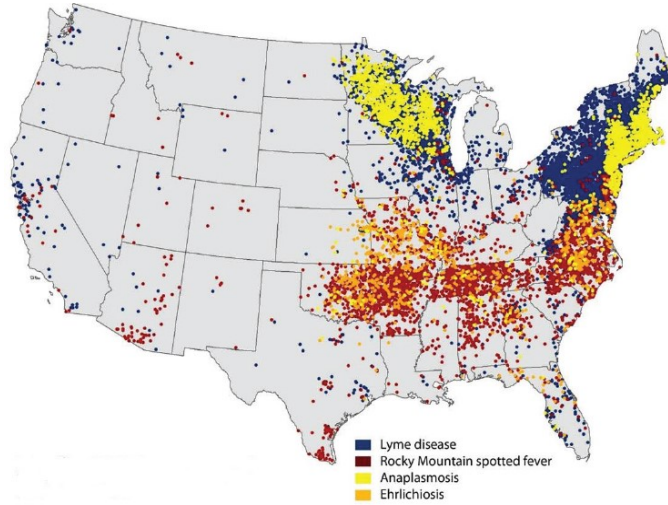 Lyme disease
Rocky Mountain spotted fever
Anaplasmosis
Ehrlichiosis